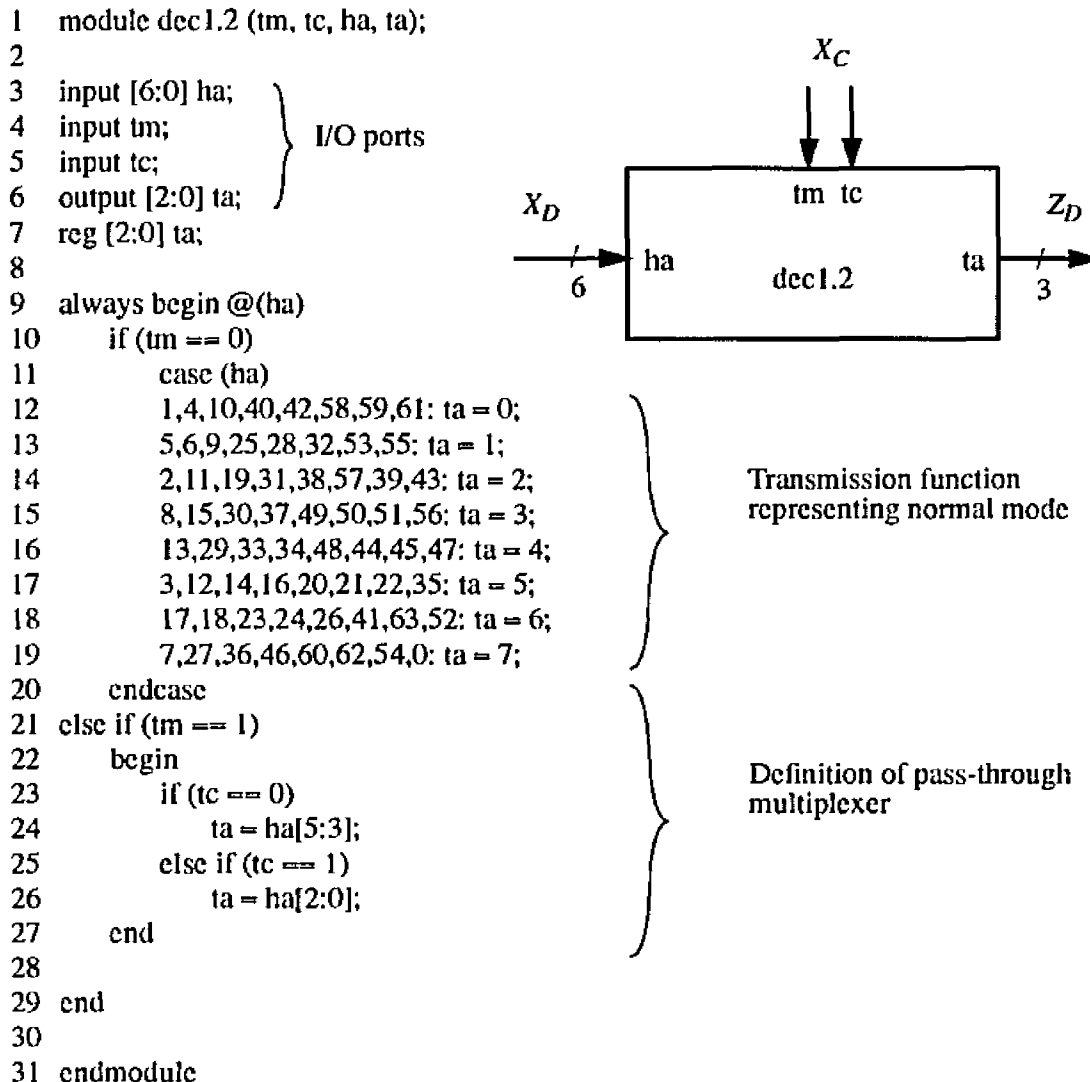 1 module dec1.2 (tm, tc, ha, ta);
2
3 input [6:0] ha;
4 input tm;
5 input tc;
6 output [2:0] ta;
7 reg [2:0] ta;
8
9 always begin @(ha)
10 if (tm == 0)
11 case (ha)
12 1,4,10,40,42,58,59,61: ta = 0;
13 5,6,9,25,28,32,53,55: ta = 1;
14 2,11,19,31,38,57,39,43: ta = 2;
15 8,15,30,37,49,50,51,56: ta = 3;
16 13,29,33,34,48,44,45,47: ta = 4;
17 3,12,14,16,20,21,22,35: ta = 5;
18 17,18,23,24,26,41,63,52: ta = 6;
19 7,27,36,46,60,62,54,0: ta = 7;
20 endcase
21 else if (tm == 1)
22 begin
23 if (tc == 0)
24 ta = ha[5:3];
25 else if (tc == 1)
26 ta = ha[2:0];
27 end
28
29 end
30
31 endmodule
I/O ports
X_C
tm tc
X_D
Z_D
ha
ta
dec1.2
6
3
Transmission function
representing normal mode
Definition of pass-through
multiplexer